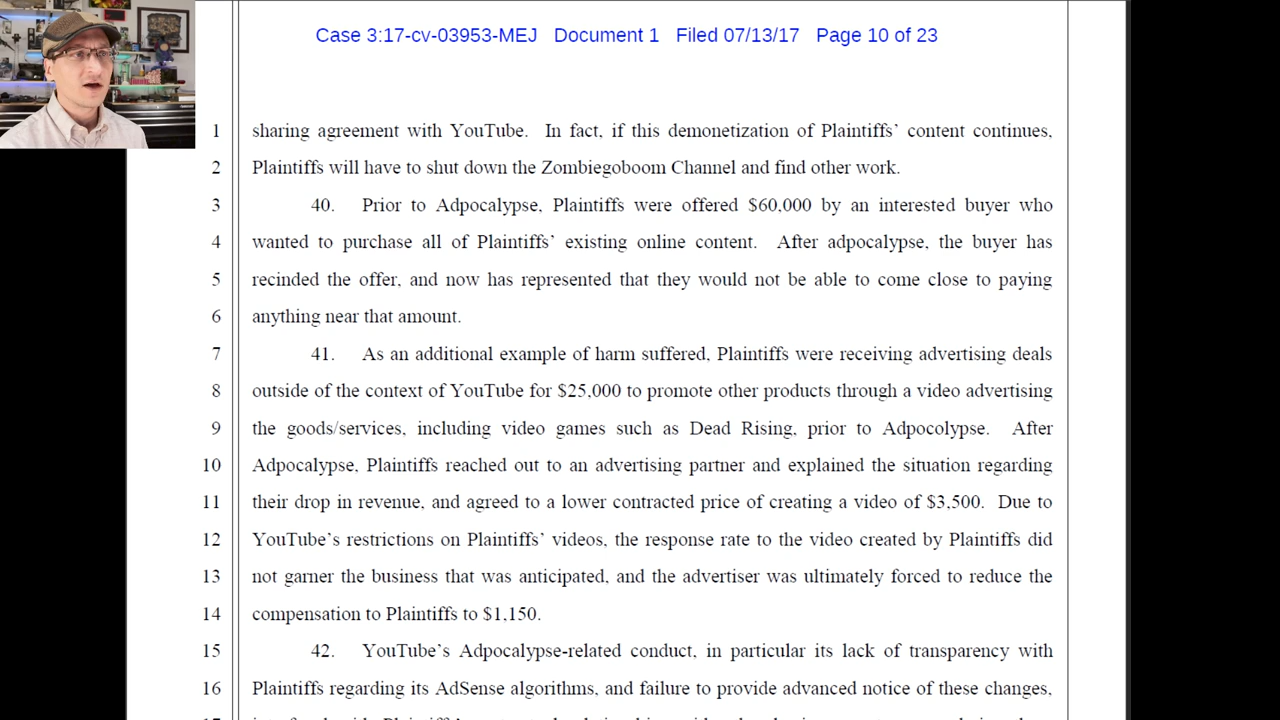 Case 3:17-cv-03953-MEJ Document 1 Filed 07/13/17 Page 10 of 23
1 sharing agreement with YouTube. In fact, if this demonetization of Plaintiffs’ content continues,
2 Plaintiffs will have to shut down the Zombiegoboom Channel and find other work.
3 40. Prior to Adpocalypse, Plaintiffs were offered $60,000 by an interested buyer who
4 wanted to purchase all of Plaintiffs’ existing online content. After adpocalypse, the buyer has
5 recinded the offer, and now has represented that they would not be able to come close to paying
6 anything near that amount.
7 41. As an additional example of harm suffered, Plaintiffs were receiving advertising deals
8 outside of the context of YouTube for $25,000 to promote other products through a video advertising
9 the goods/services, including video games such as Dead Rising, prior to Adpocolypse. After
10 Adpocalypse, Plaintiffs reached out to an advertising partner and explained the situation regarding
11 their drop in revenue, and agreed to a lower contracted price of creating a video of $3,500. Due to
12 YouTube’s restrictions on Plaintiffs’ videos, the response rate to the video created by Plaintiffs did
13 not garner the business that was anticipated, and the advertiser was ultimately forced to reduce the
14 compensation to Plaintiffs to $1,150.
15 42. YouTube’s Adpocalypse-related conduct, in particular its lack of transparency with
16 Plaintiffs regarding its AdSense algorithms, and failure to provide advanced notice of these changes,